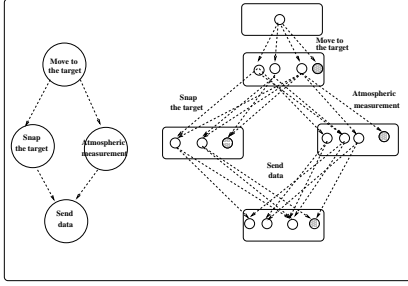 Move to
the target
Snap
the target
Atmospheric
measurement
Send
data
Move to
the target
Snap
the target
Atmospheric
measurement
Send
data